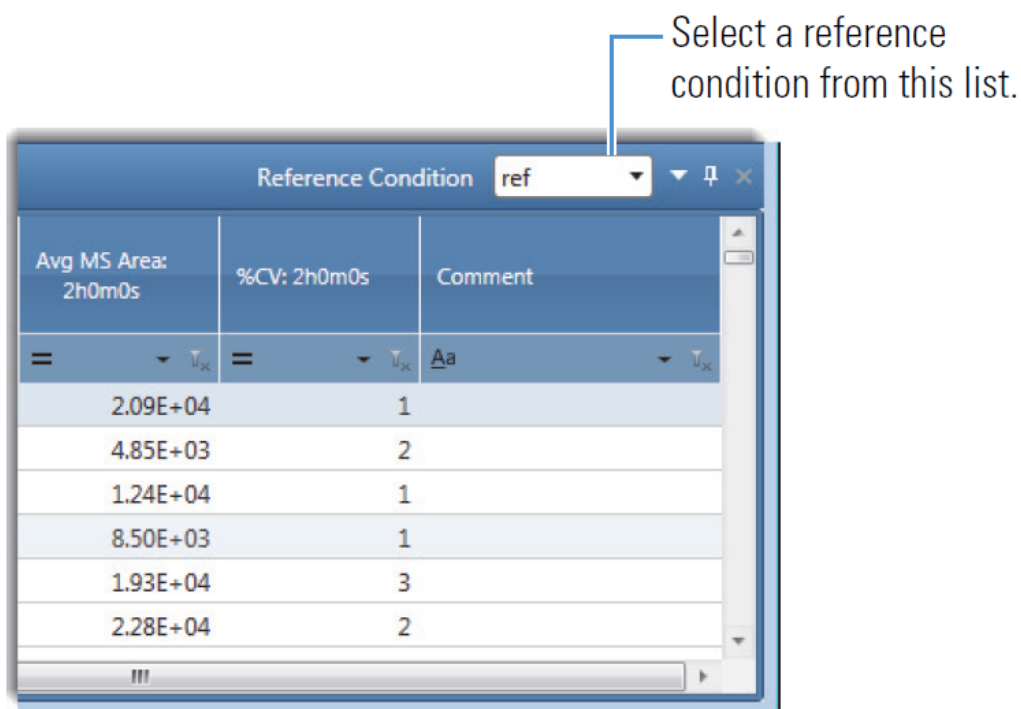 Select a reference
condition from this list.
Reference Condition ref
Avg MS Area:
2h0m0s
%CV: 2h0m0s
Comment
= = Aa
2.09E+04 1
4.85E+03 2
1.24E+04 1
8.50E+03 1
1.93E+04 3
2.28E+04 2